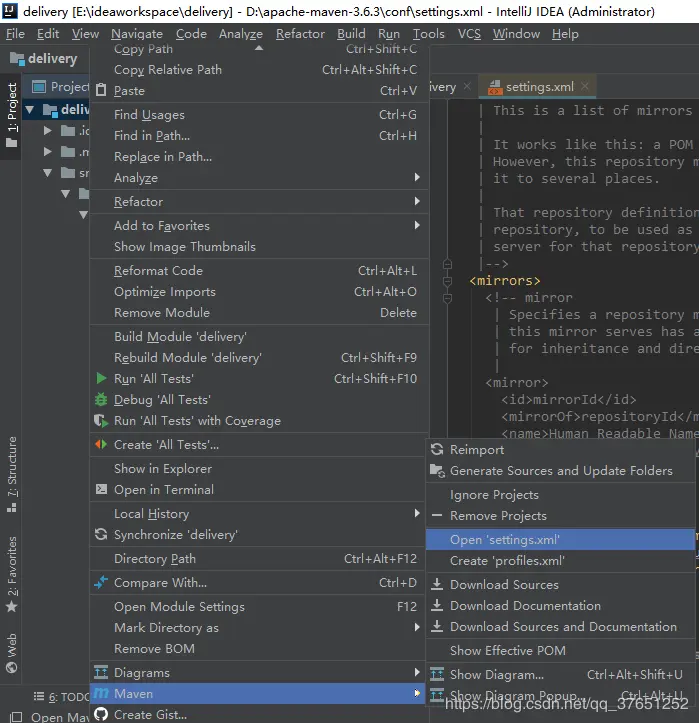 delivery [E:\ideaworkspace\delivery] - D:\apache-maven-3.6.3\conf\settings.xml - IntelliJ IDEA (Administrator)
File Edit View Navigate Code Analyze Refactor Build Run Tools VCS Window Help
delivery
Project
1: Project
7: Structure
2: Favorites
Web
Copy Path Ctrl+Shift+C
Copy Relative Path Ctrl+Alt+Shift+C
Paste Ctrl+V
Find Usages Ctrl+G
Find in Path... Ctrl+H
Replace in Path...
Analyze
Refactor
Add to Favorites
Show Image Thumbnails
Reformat Code Ctrl+Alt+L
Optimize Imports Ctrl+Alt+O
Remove Module Delete
Build Module 'delivery'
Rebuild Module 'delivery' Ctrl+Shift+F9
Run 'All Tests' Ctrl+Shift+F10
Debug 'All Tests'
Run 'All Tests' with Coverage
Create 'All Tests'...
Show in Explorer
Open in Terminal
Local History
Synchronize 'delivery'
Directory Path Ctrl+Alt+F12
Compare With... Ctrl+D
Open Module Settings F12
Mark Directory as
Remove BOM
Diagrams
Maven
Create Gist...
6: TODO
Open Mav
ivery
settings.xml
| This is a list of mirrors
|
| It works like this: a POM
| However, this repository m
| it to several places.
|
| That repository definition
| repository, to be used as
| server for that repository
|-->
<mirrors>
<!-- mirror
| Specifies a repository m
| this mirror serves has a
| for inheritance and dire
|
<mirror>
<id>mirrorId</id>
<mirrorOf>repositoryId</m
<name>Human Readable Name
Reimport
Generate Sources and Update Folders
Ignore Projects
Remove Projects
Open 'settings.xml'
Create 'profiles.xml'
Download Sources
Download Documentation
Download Sources and Documentation
Show Effective POM
Show Diagram... Ctrl+Alt+Shift+U
Show Diagram Popup... Ctrl+Alt+U
https://blog.csdn.net/qq_37651252